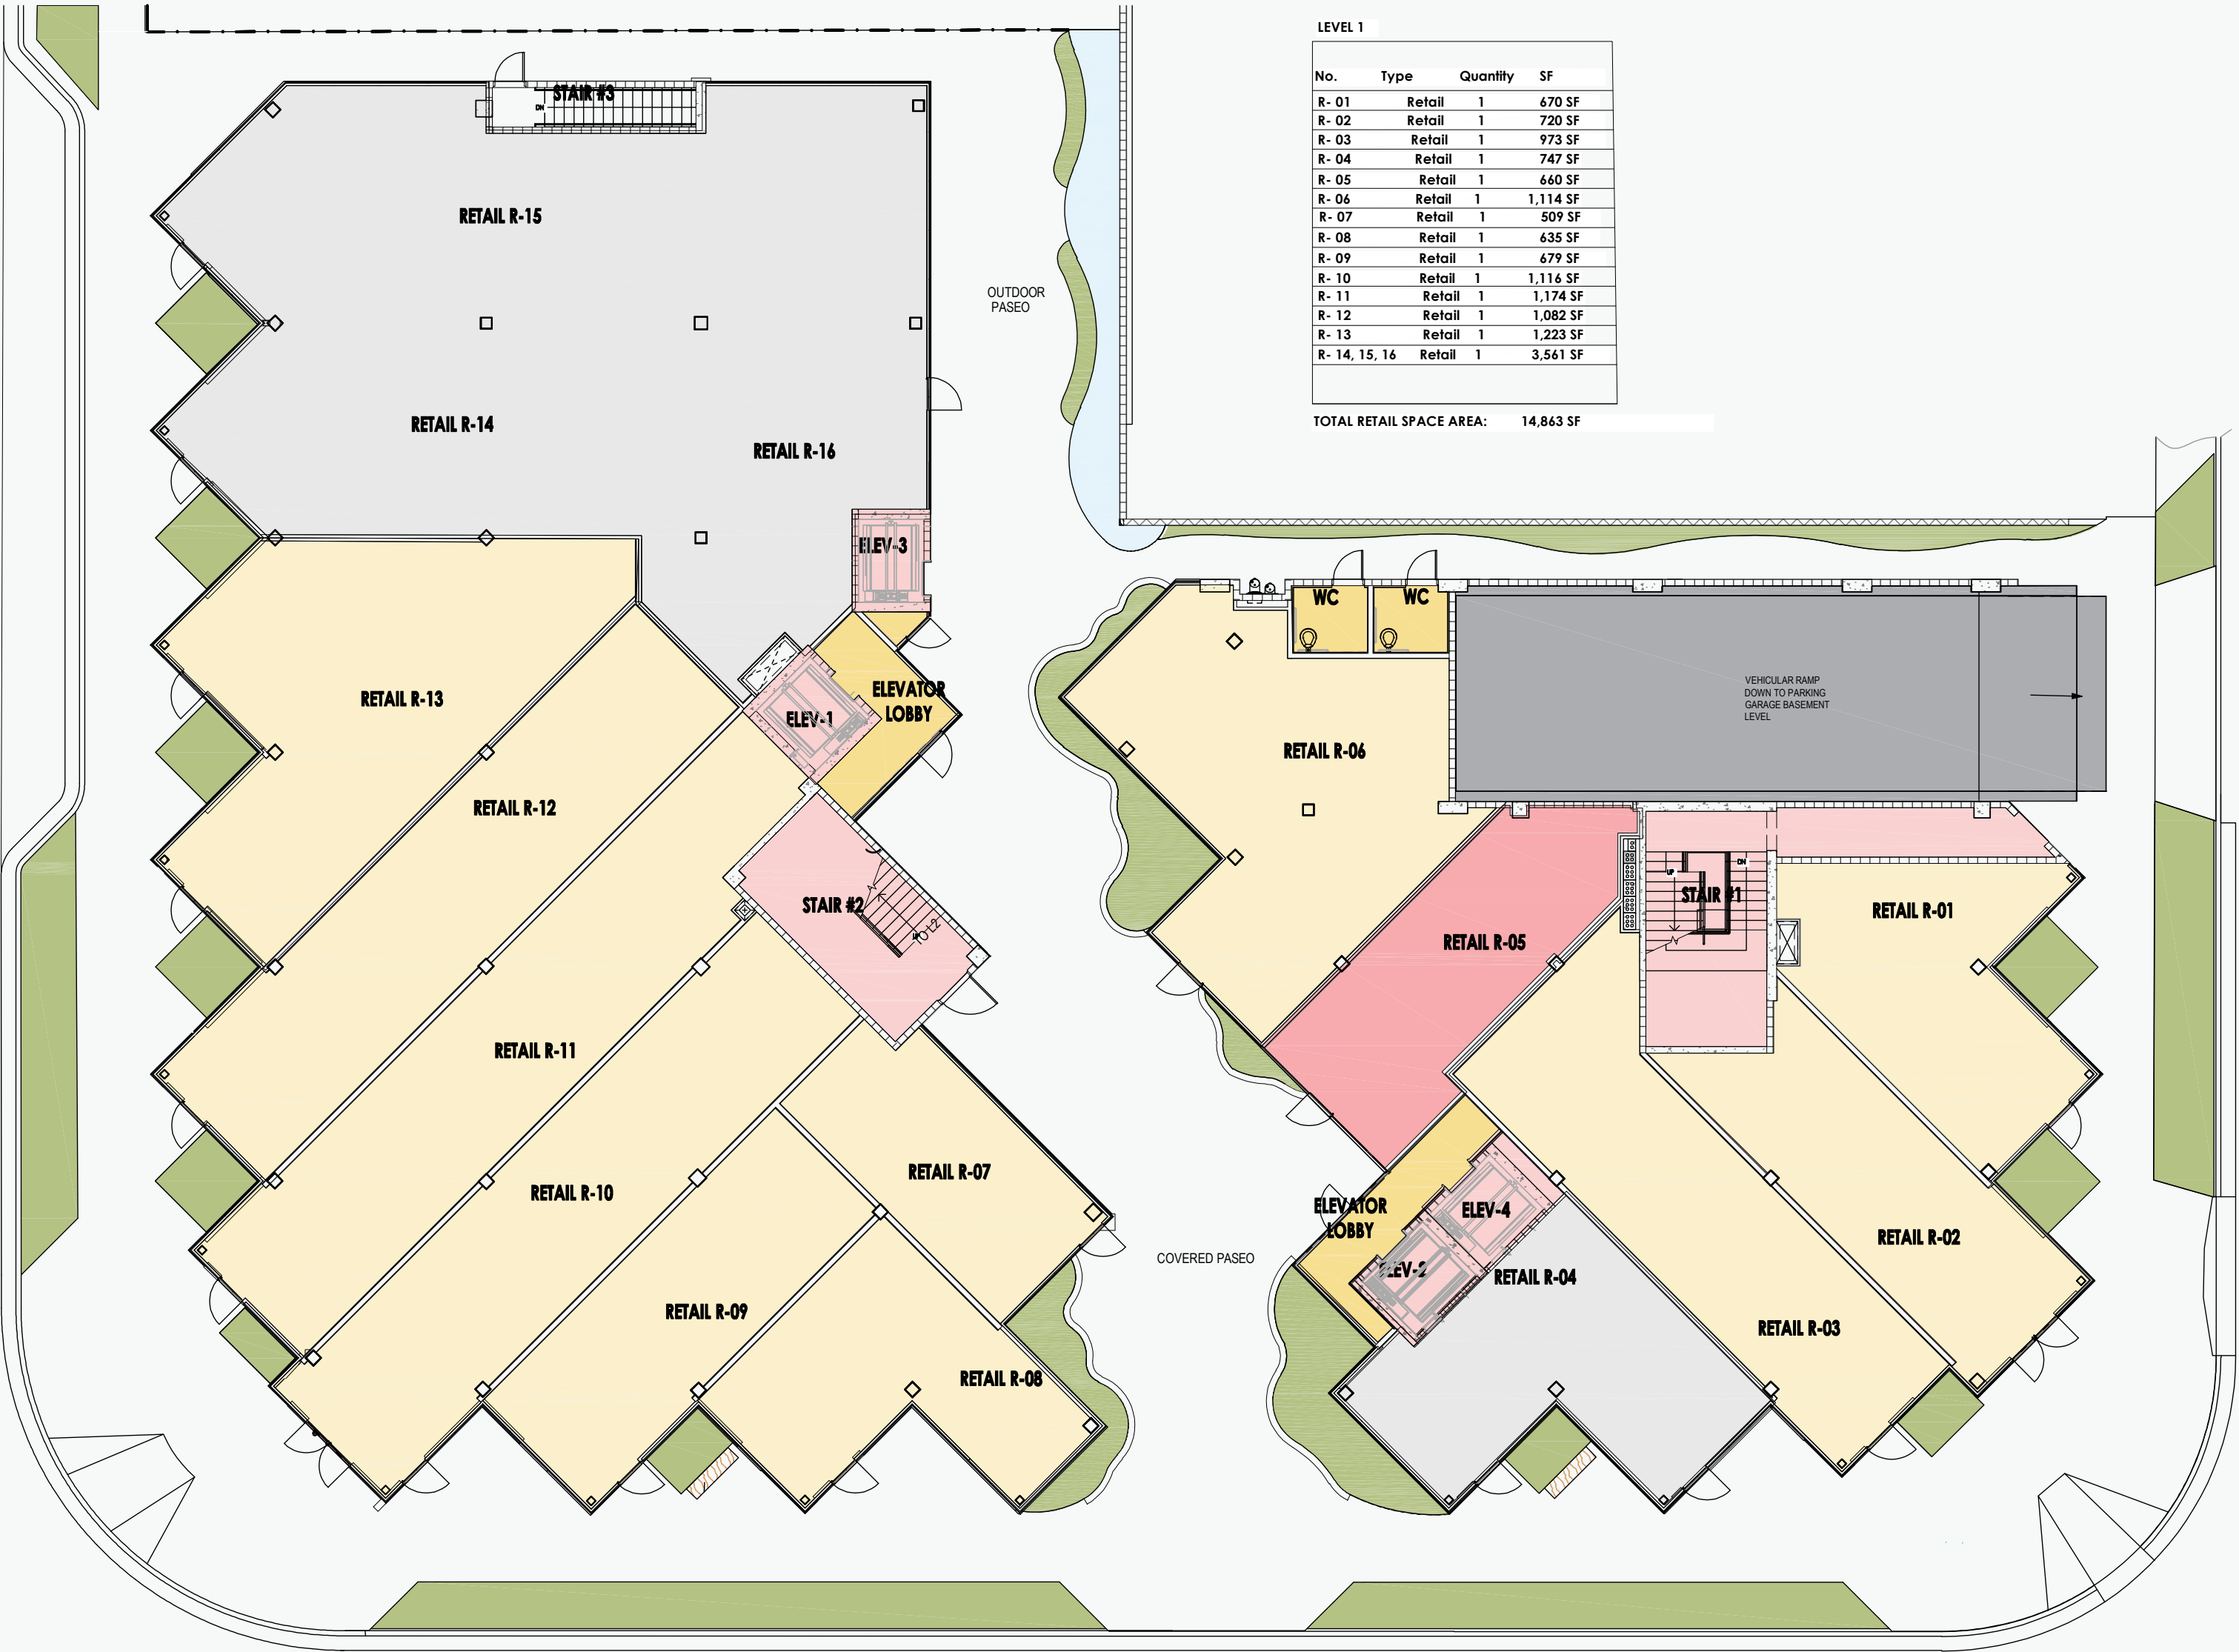 LEVEL 1
No. Type Quantity SF
R- 01 Retail 1 670 SF
R- 02 Retail 1 720 SF
R- 03 Retail 1 973 SF
R- 04 Retail 1 747 SF
R- 05 Retail 1 660 SF
R- 06 Retail 1 1,114 SF
R- 07 Retail 1 509 SF
R- 08 Retail 1 635 SF
R- 09 Retail 1 679 SF
R- 10 Retail 1 1,116 SF
R- 11 Retail 1 1,174 SF
R- 12 Retail 1 1,082 SF
R- 13 Retail 1 1,223 SF
R- 14, 15, 16 Retail 1 3,561 SF
TOTAL RETAIL SPACE AREA: 14,863 SF
STAIR #3
DN
RETAIL R-15
OUTDOOR
PASEO
RETAIL R-14
RETAIL R-16
ELEV-3
WC
WC
RETAIL R-13
ELEVATOR
LOBBY
ELEV-1
VEHICULAR RAMP
DOWN TO PARKING
GARAGE BASEMENT
LEVEL
RETAIL R-06
RETAIL R-12
STAIR #2
UP
TO L2
UP
DN
STAIR #1
RETAIL R-01
RETAIL R-05
RETAIL R-11
RETAIL R-07
RETAIL R-10
ELEVATOR
LOBBY
ELEV-4
RETAIL R-02
COVERED PASEO
ELEV-2
RETAIL R-04
RETAIL R-09
RETAIL R-03
RETAIL R-08